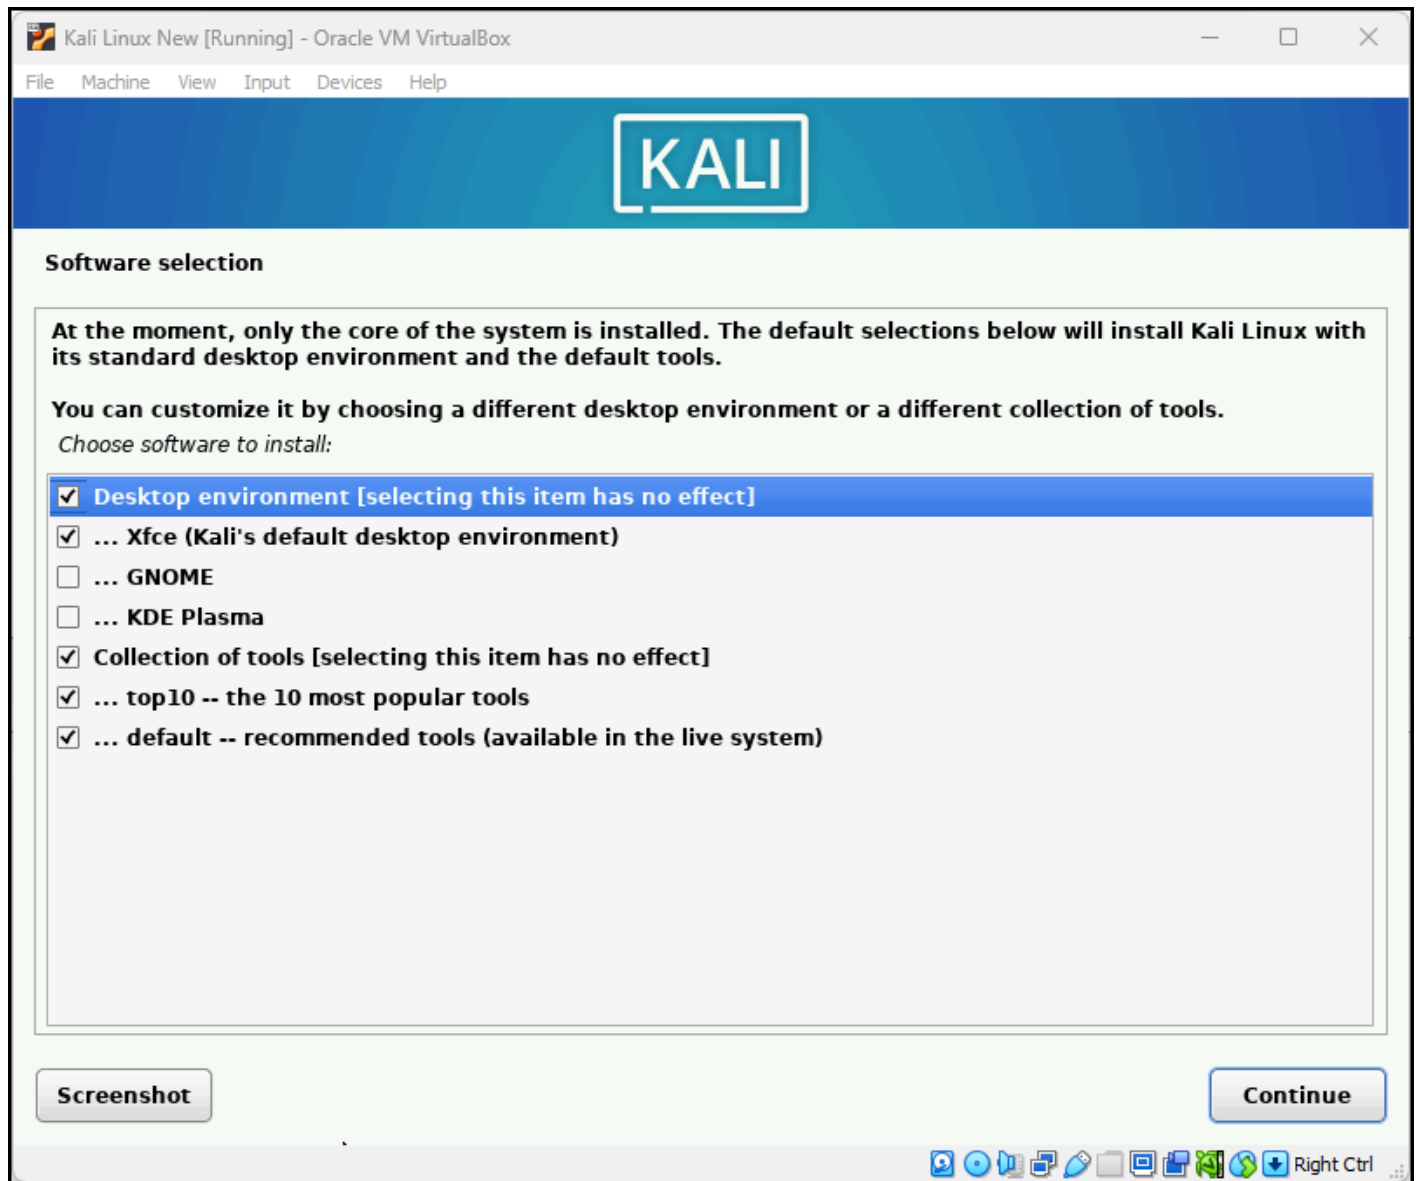 Kali Linux New [Running] - Oracle VM VirtualBox
File Machine View Input Devices Help
KALI
Software selection
At the moment, only the core of the system is installed. The default selections below will install Kali Linux with
its standard desktop environment and the default tools.
You can customize it by choosing a different desktop environment or a different collection of tools.
Choose software to install:
Desktop environment [selecting this item has no effect]
... Xfce (Kali's default desktop environment)
... GNOME
... KDE Plasma
Collection of tools [selecting this item has no effect]
... top10 -- the 10 most popular tools
... default -- recommended tools (available in the live system)
Screenshot
Continue
Right Ctrl